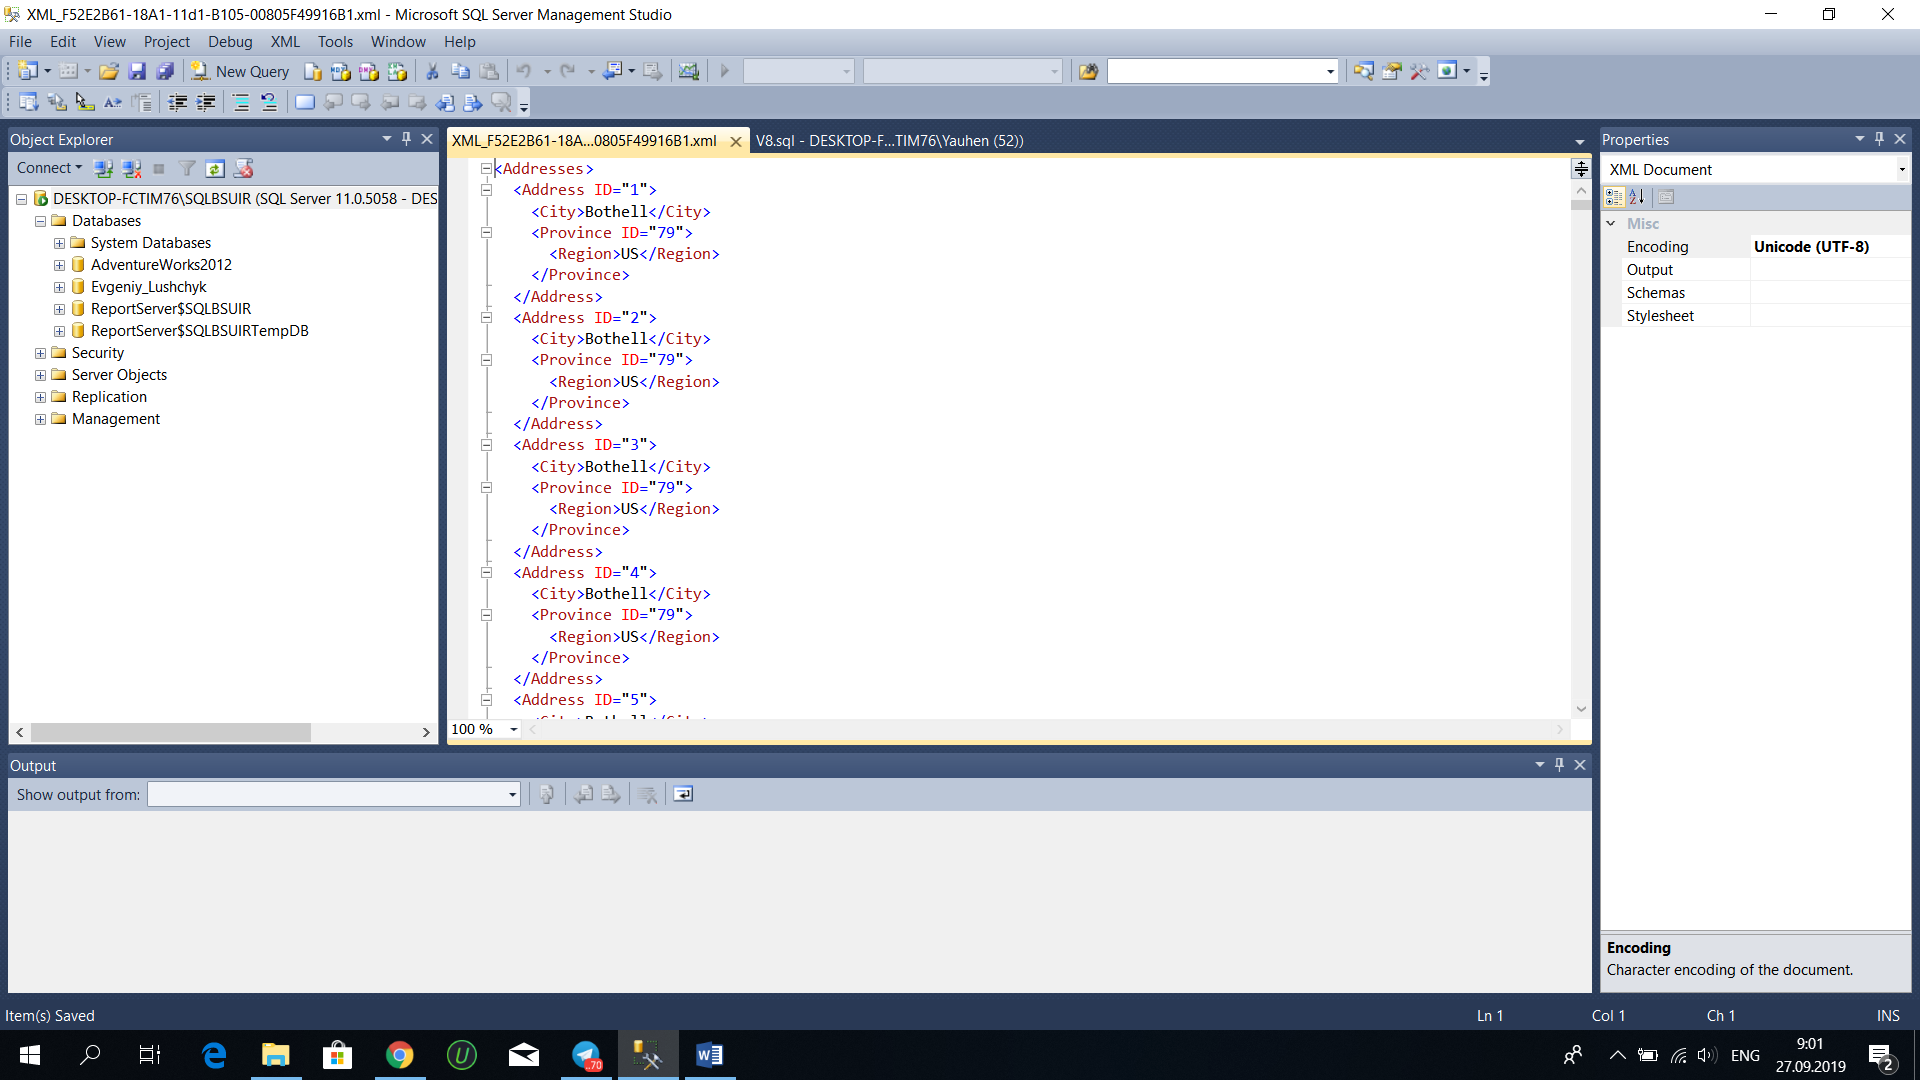 XML_F52E2B61-18A1-11d1-B105-00805F49916B1.xml - Microsoft SQL Server Management Studio
File Edit View Project Debug XML Tools Window Help
New Query
Object Explorer
Connect
DESKTOP-FCTIM76\SQLBSUIR (SQL Server 11.0.5058 - DES
Databases
System Databases
AdventureWorks2012
Evgeniy_Lushchyk
ReportServer$SQLBSUIR
ReportServer$SQLBSUIRTempDB
Security
Server Objects
Replication
Management
XML_F52E2B61-18A...0805F49916B1.xml V8.sql - DESKTOP-F...TIM76\Yauhen (52))
<Addresses>
<Address ID="1">
<City>Bothell</City>
<Province ID="79">
<Region>US</Region>
</Province>
</Address>
<Address ID="2">
<City>Bothell</City>
<Province ID="79">
<Region>US</Region>
</Province>
</Address>
<Address ID="3">
<City>Bothell</City>
<Province ID="79">
<Region>US</Region>
</Province>
</Address>
<Address ID="4">
<City>Bothell</City>
<Province ID="79">
<Region>US</Region>
</Province>
</Address>
<Address ID="5">
100 %
Properties
XML Document
Misc
Encoding Unicode (UTF-8)
Output
Schemas
Stylesheet
Encoding
Character encoding of the document.
Output
Show output from:
Item(s) Saved Ln 1 Col 1 Ch 1 INS
..70
ENG
9:01
27.09.2019
2